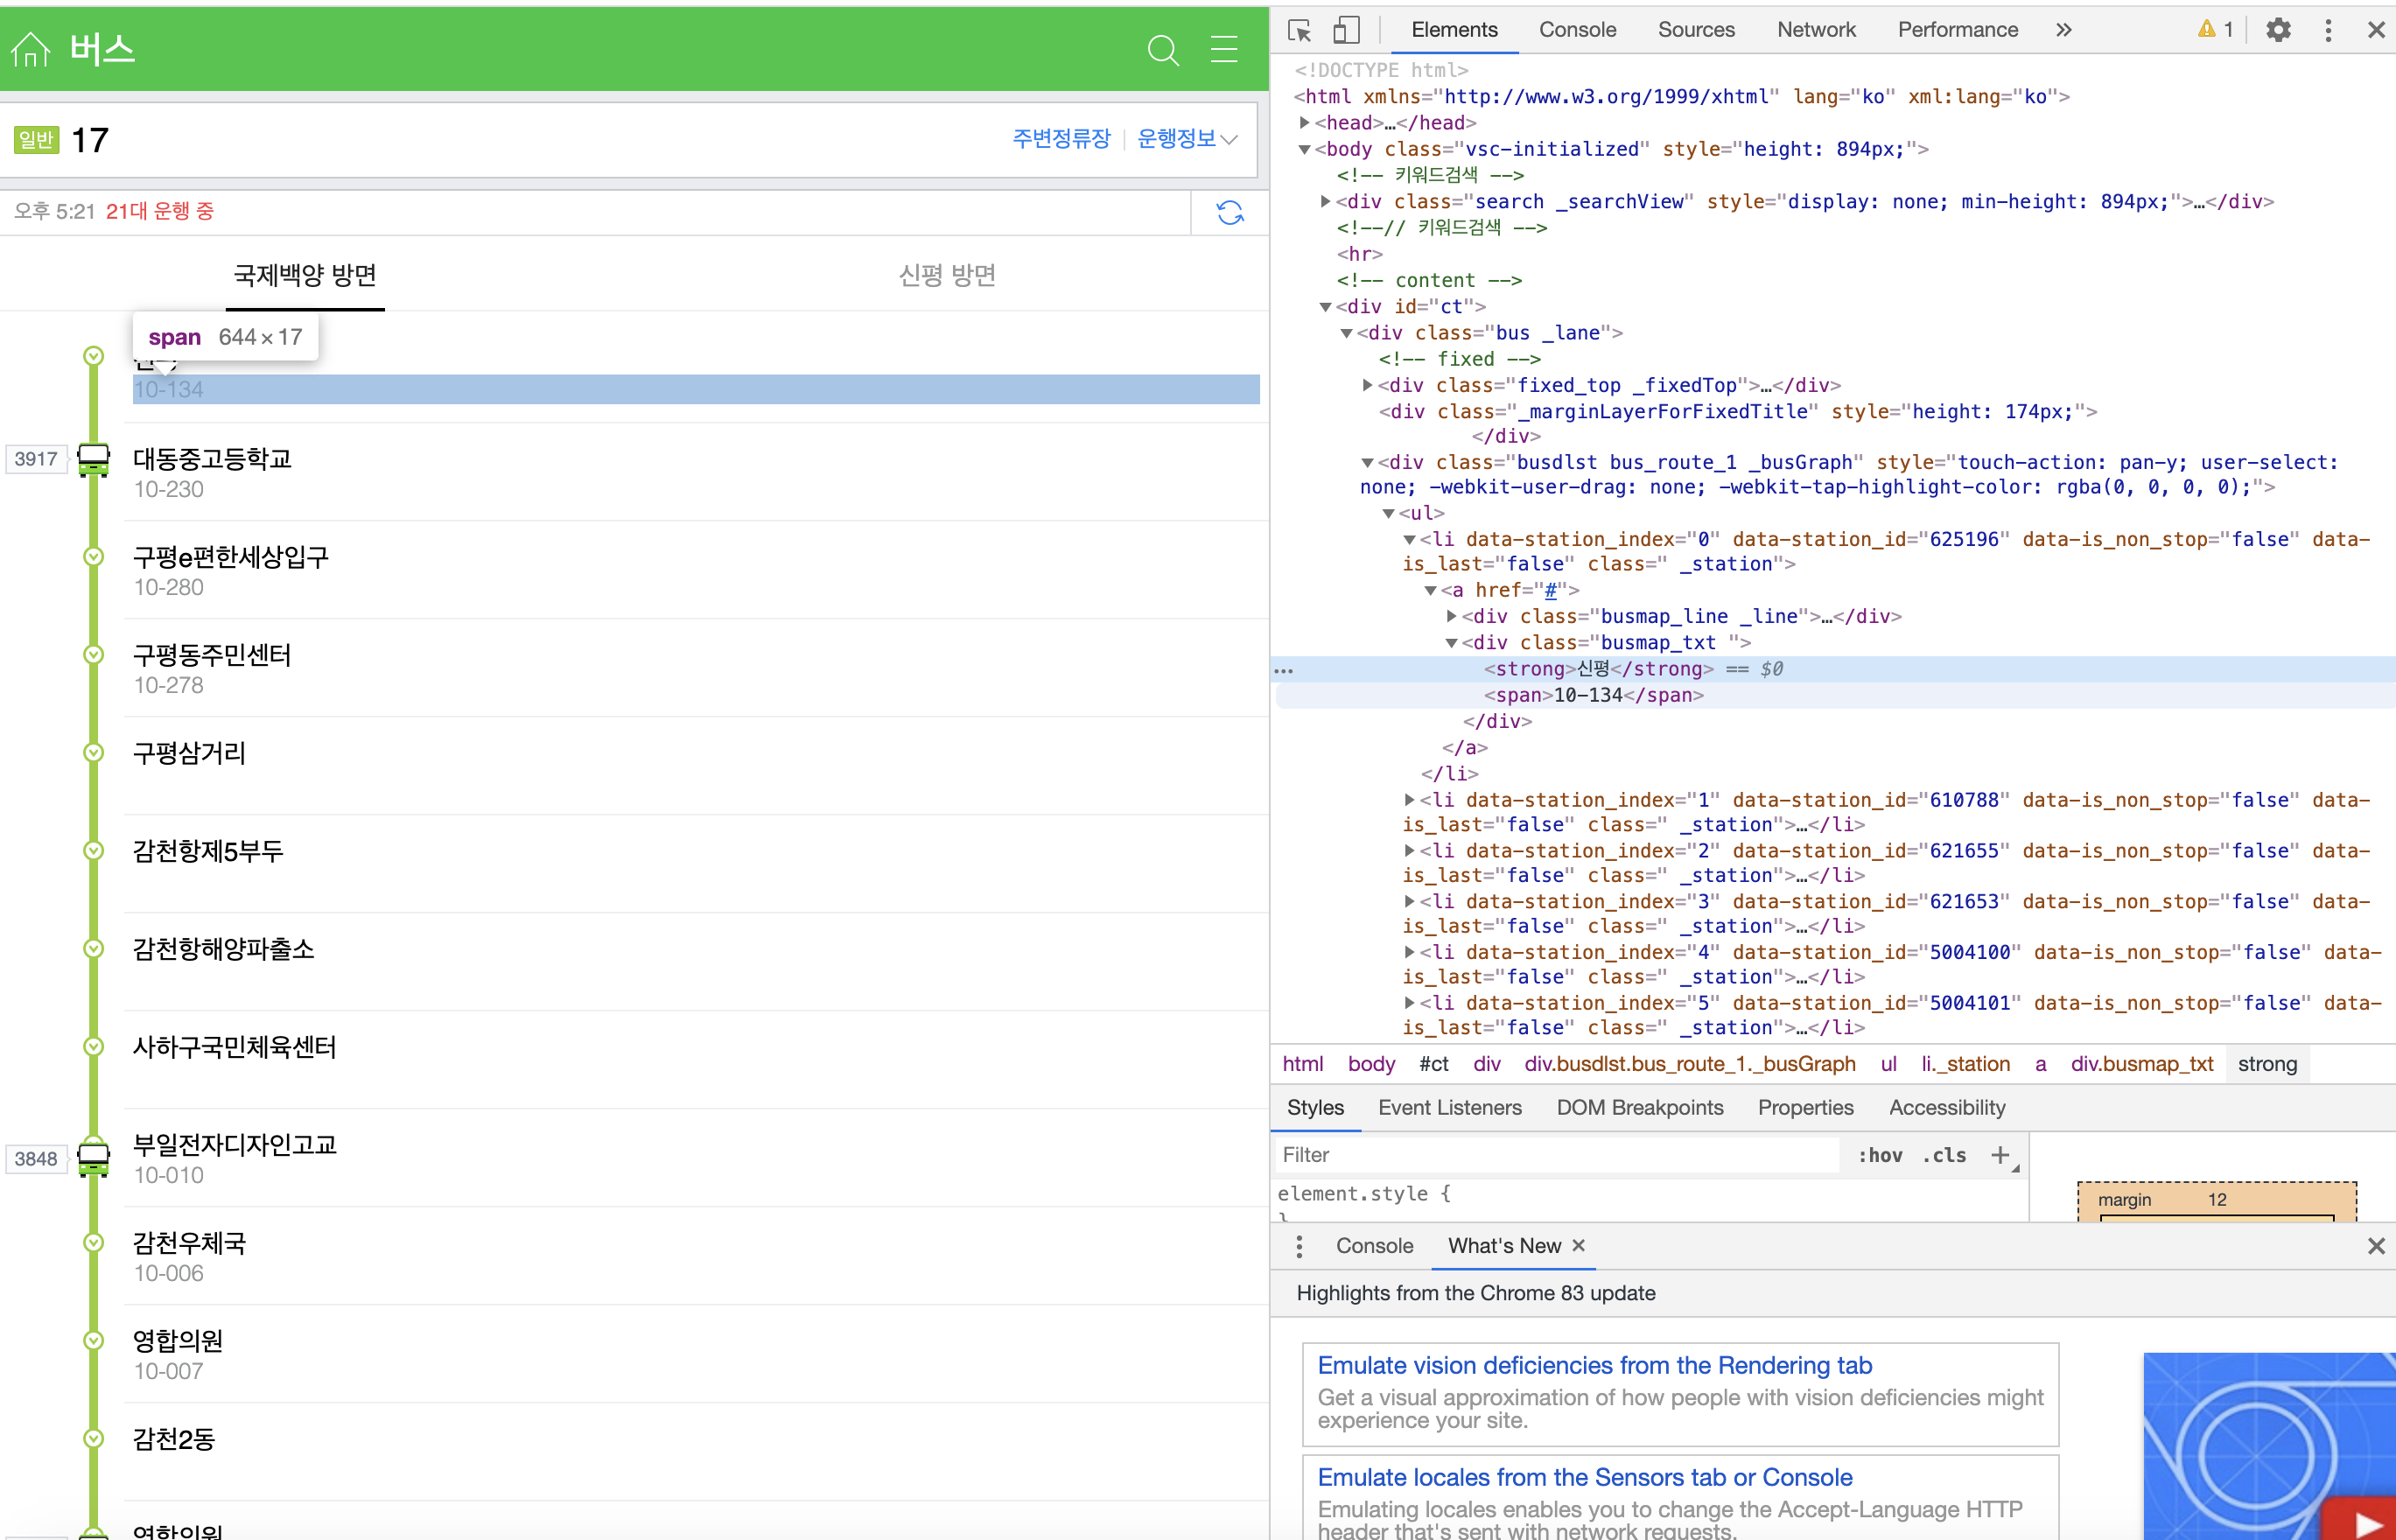 버스
일반 17
주변정류장 운행정보
오후 5:21 21대 운행 중
국제백양 방면 신평 방면
span 644×17
10-134
3917 대동중고등학교
10-230
구평e편한세상입구
10-280
구평동주민센터
10-278
구평삼거리
감천항제5부두
감천항해양파출소
사하구국민체육센터
3848 부일전자디자인고교
10-010
감천우체국
10-006
영합의원
10-007
감천2동
영합의원
Elements Console Sources Network Performance » 1
<!DOCTYPE html>
<html xmlns="http://www.w3.org/1999/xhtml" lang="ko" xml:lang="ko">
<head>…</head>
<body class="vsc-initialized" style="height: 894px;">
<!-- 키워드검색 -->
<div class="search _searchView" style="display: none; min-height: 894px;">…</div>
<!--// 키워드검색 -->
<hr>
<!-- content -->
<div id="ct">
<div class="bus _lane">
<!-- fixed -->
<div class="fixed_top _fixedTop">…</div>
<div class="_marginLayerForFixedTitle" style="height: 174px;">
</div>
<div class="busdlst bus_route_1 _busGraph" style="touch-action: pan-y; user-select:
none; -webkit-user-drag: none; -webkit-tap-highlight-color: rgba(0, 0, 0, 0);">
<ul>
<li data-station_index="0" data-station_id="625196" data-is_non_stop="false" data-
is_last="false" class=" _station">
<a href="#">
<div class="busmap_line _line">…</div>
<div class="busmap_txt ">
… <strong>신평</strong> == $0
<span>10-134</span>
</div>
</a>
</li>
<li data-station_index="1" data-station_id="610788" data-is_non_stop="false" data-
is_last="false" class=" _station">…</li>
<li data-station_index="2" data-station_id="621655" data-is_non_stop="false" data-
is_last="false" class=" _station">…</li>
<li data-station_index="3" data-station_id="621653" data-is_non_stop="false" data-
is_last="false" class=" _station">…</li>
<li data-station_index="4" data-station_id="5004100" data-is_non_stop="false" data-
is_last="false" class=" _station">…</li>
<li data-station_index="5" data-station_id="5004101" data-is_non_stop="false" data-
is_last="false" class=" _station">…</li>
html body #ct div div.busdlst.bus_route_1._busGraph ul li._station a div.busmap_txt strong
Styles Event Listeners DOM Breakpoints Properties Accessibility
Filter :hov .cls +
element.style {
}
margin 12
Console What's New ×
Highlights from the Chrome 83 update
Emulate vision deficiencies from the Rendering tab
Get a visual approximation of how people with vision deficiencies might
experience your site.
Emulate locales from the Sensors tab or Console
Emulating locales enables you to change the Accept-Language HTTP
header that's sent with network requests.